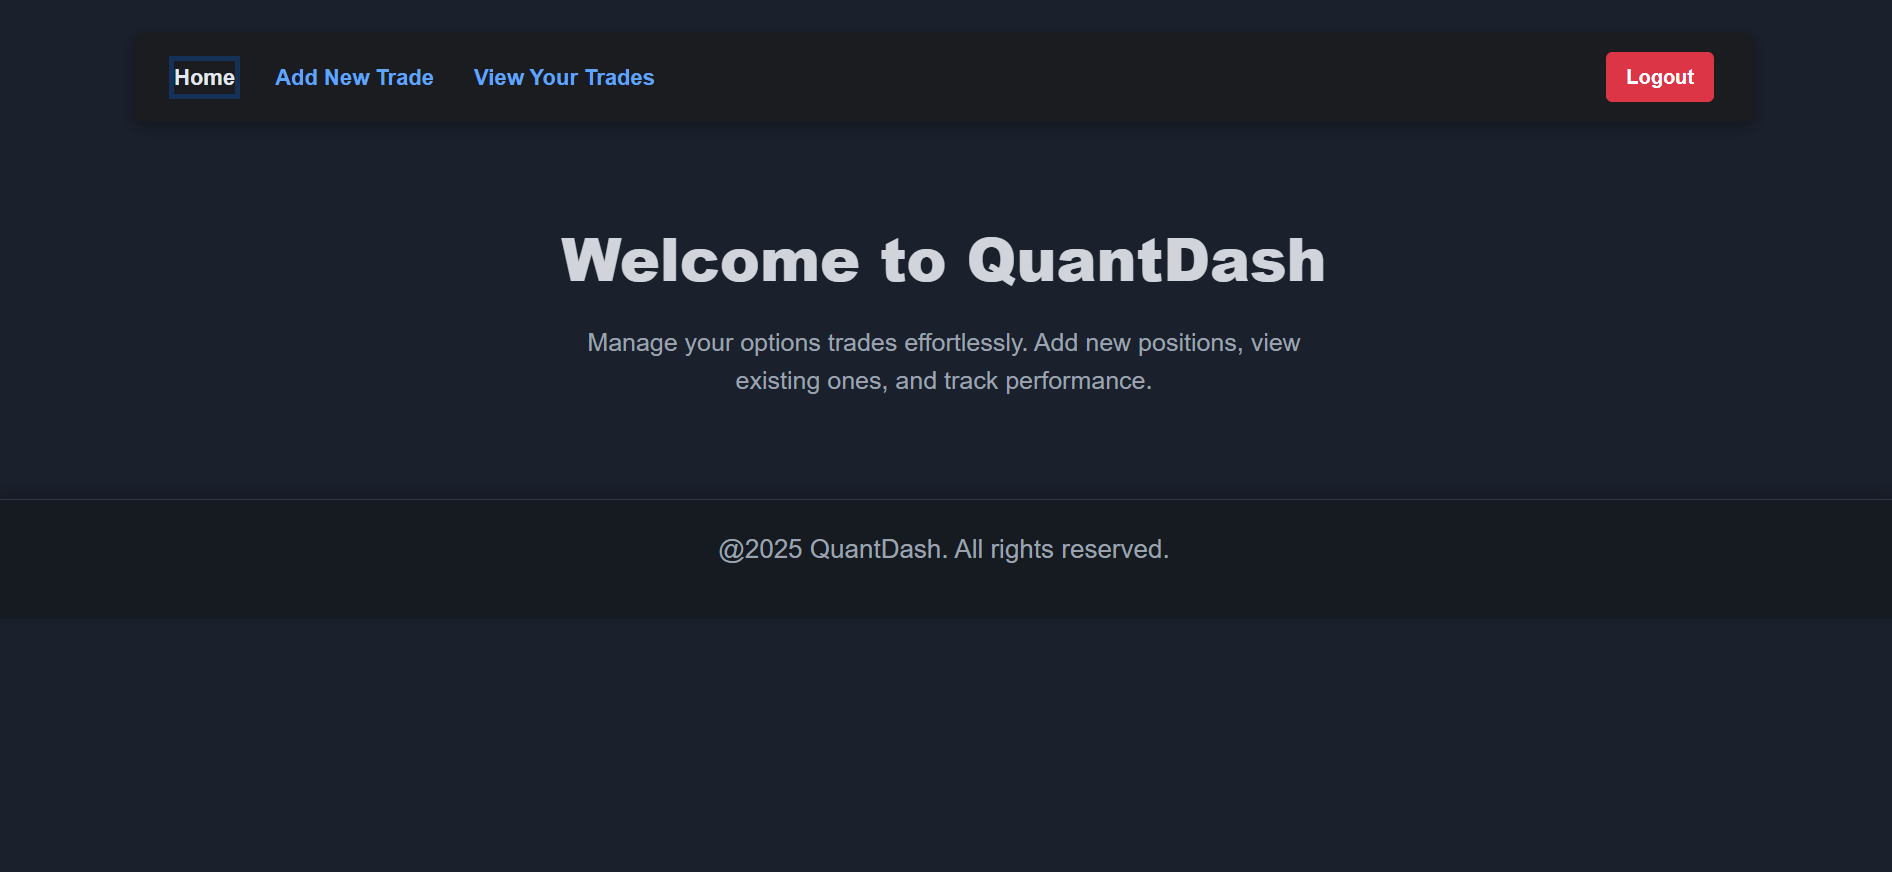 Home Add New Trade View Your Trades Logout
Welcome to QuantDash
Manage your options trades effortlessly. Add new positions, view
existing ones, and track performance.
@2025 QuantDash. All rights reserved.